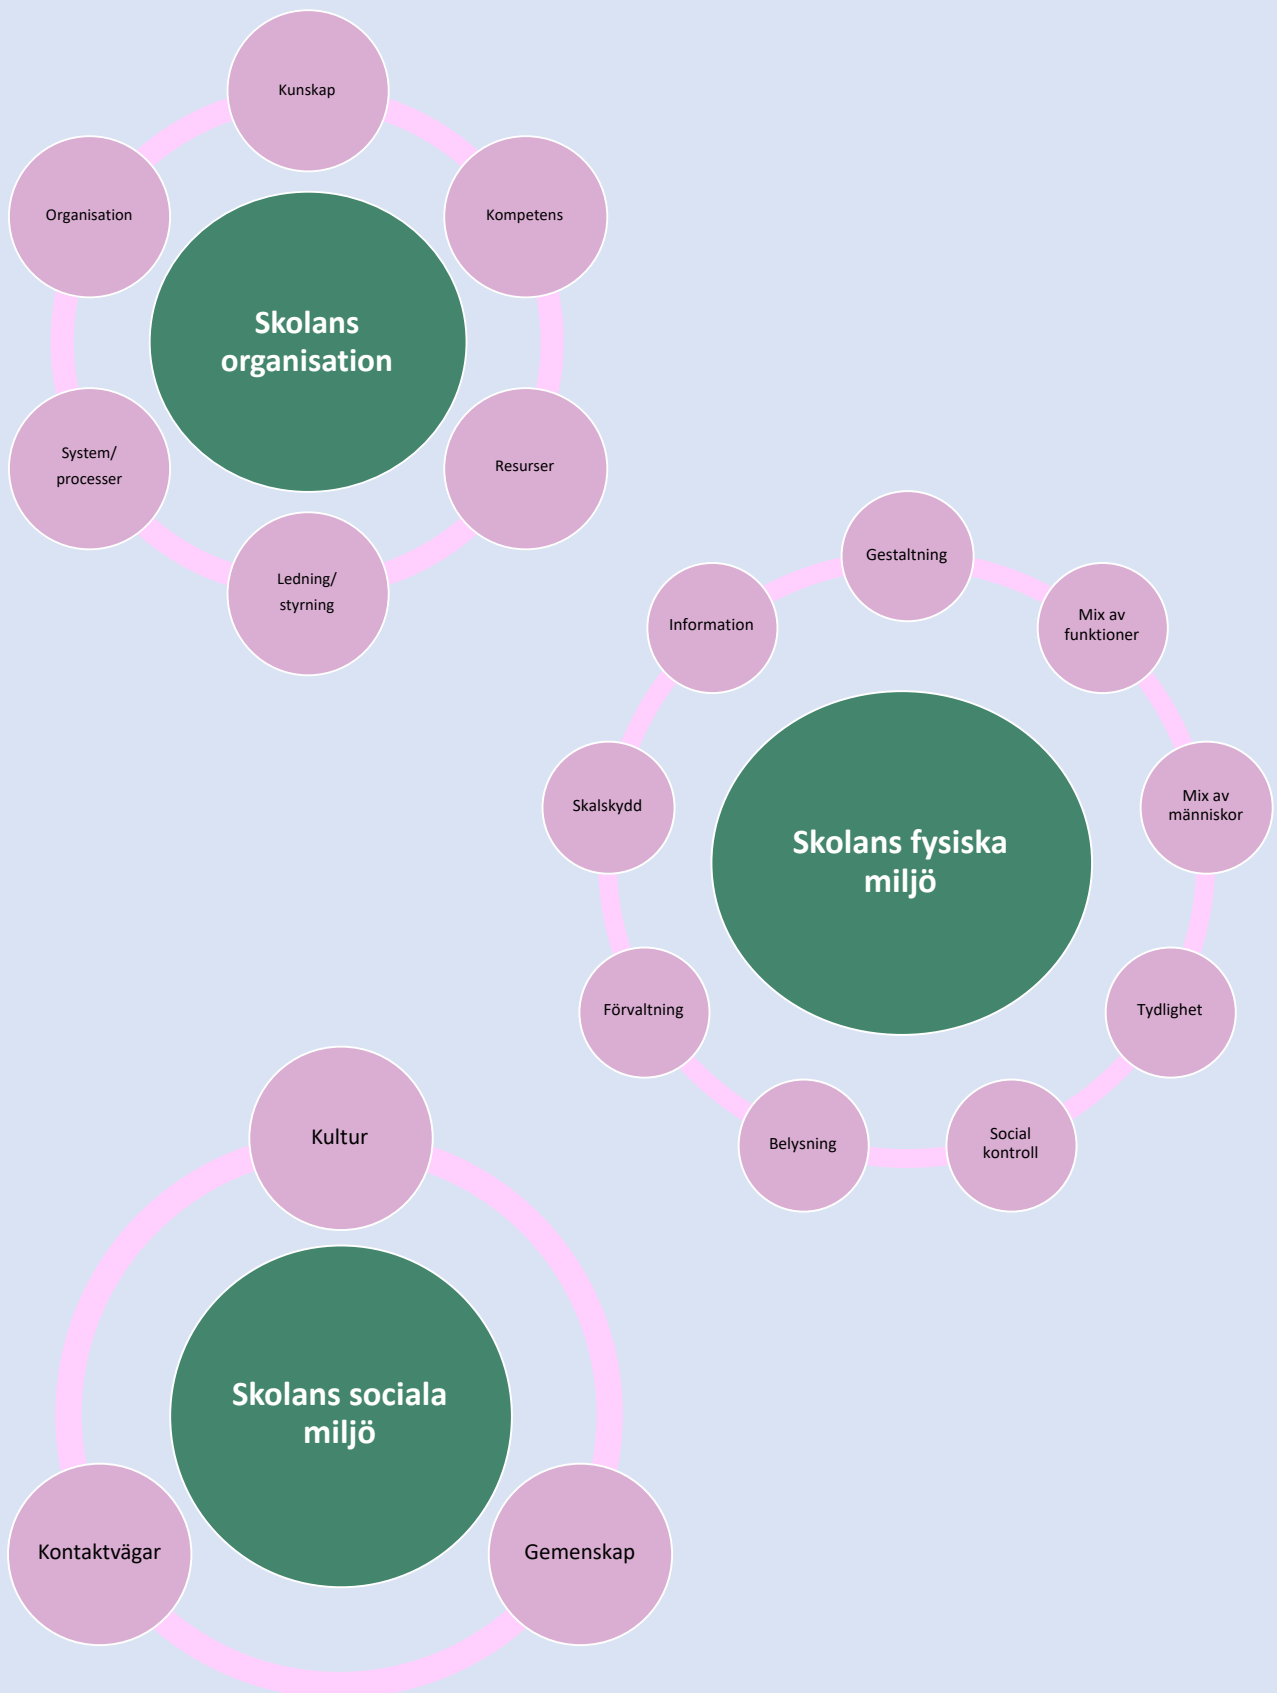 Kunskap
Organisation
Kompetens
Skolans
organisation
System/
processer
Resurser
Ledning/
styrning
Gestaltning
Information
Mix av
funktioner
Skalskydd
Mix av
människor
Skolans fysiska
miljö
Förvaltning
Tydlighet
Belysning
Social
kontroll
Kultur
Skolans sociala
miljö
Kontaktvägar
Gemenskap